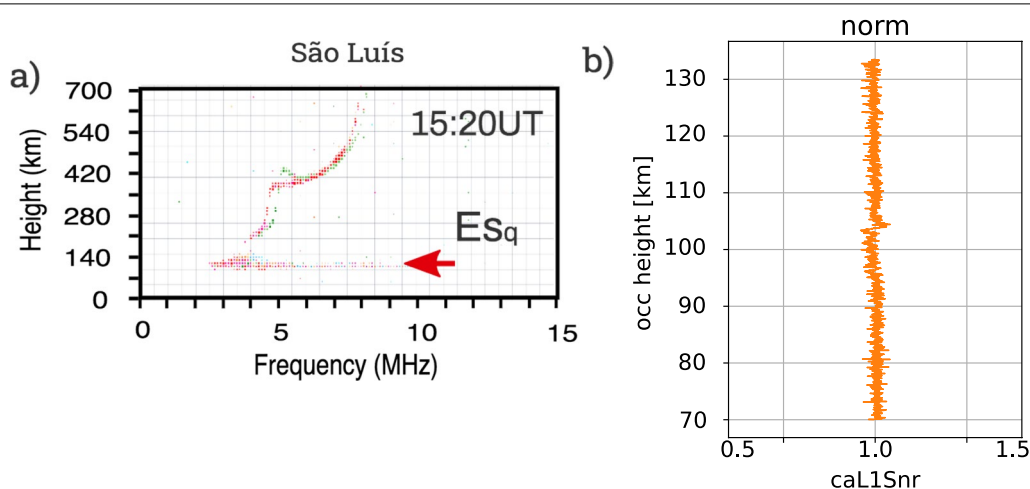 São Luís
a)
700
15:20UT
540
420
280
140
0
Height (km)
Esq
0 5 10 15
Frequency (MHz)
b)
norm
130
120
110
100
90
80
70
occ height [km]
0.5 1.0 1.5
caL1Snr